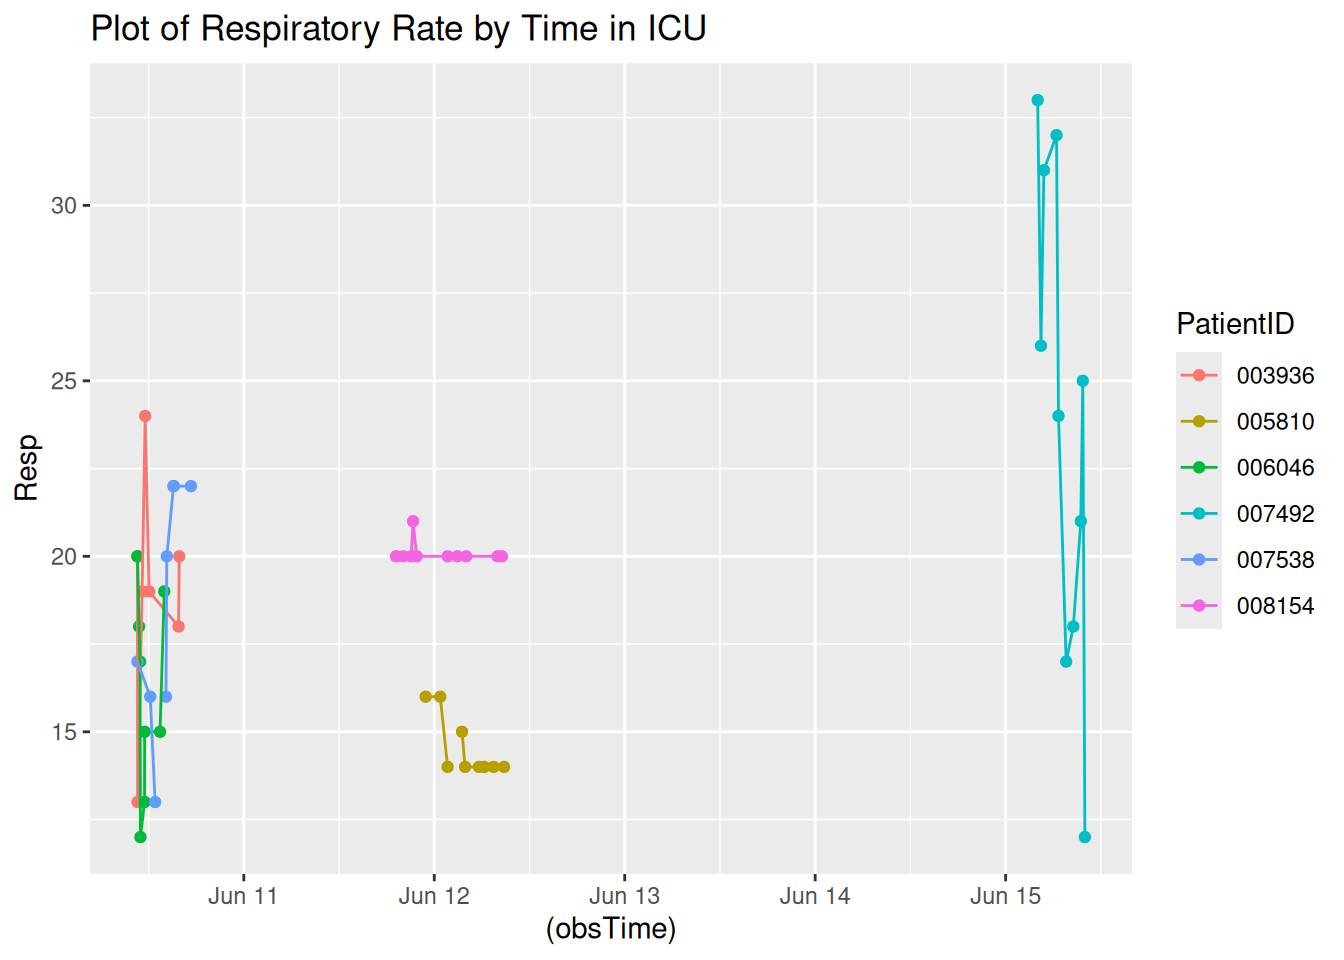 Plot of Respiratory Rate by Time in ICU
Resp
30
25
20
15
Jun 11
Jun 12
Jun 13
Jun 14
Jun 15
(obsTime)
PatientID
003936
005810
006046
007492
007538
008154